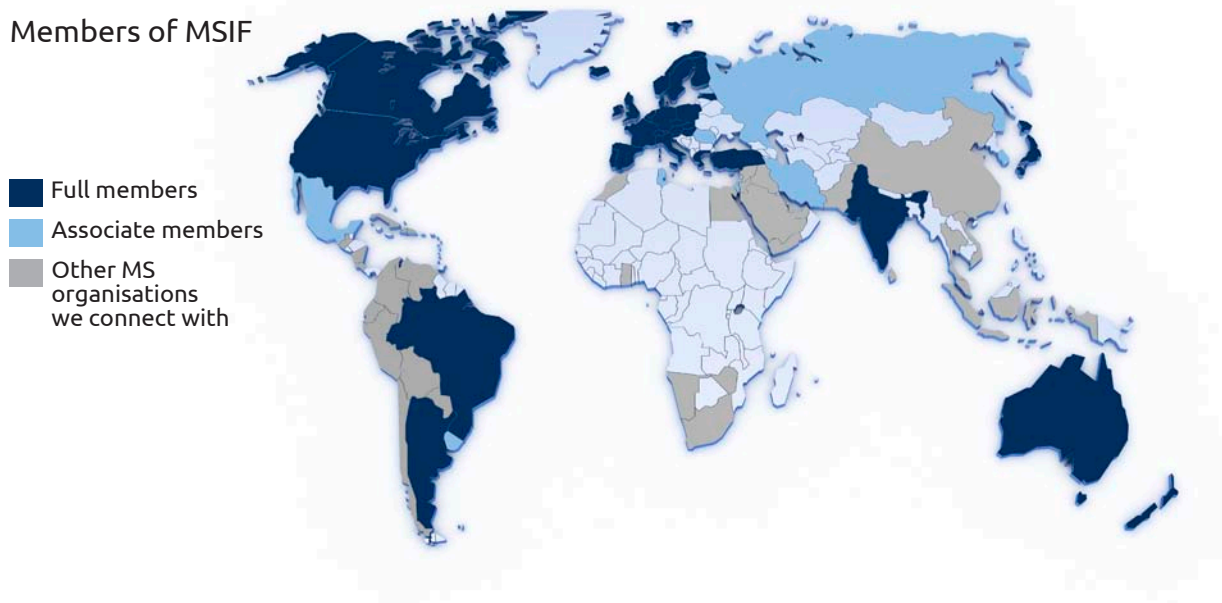 Members of MSIF
Full members
Associate members
Other MS
organisations
we connect with